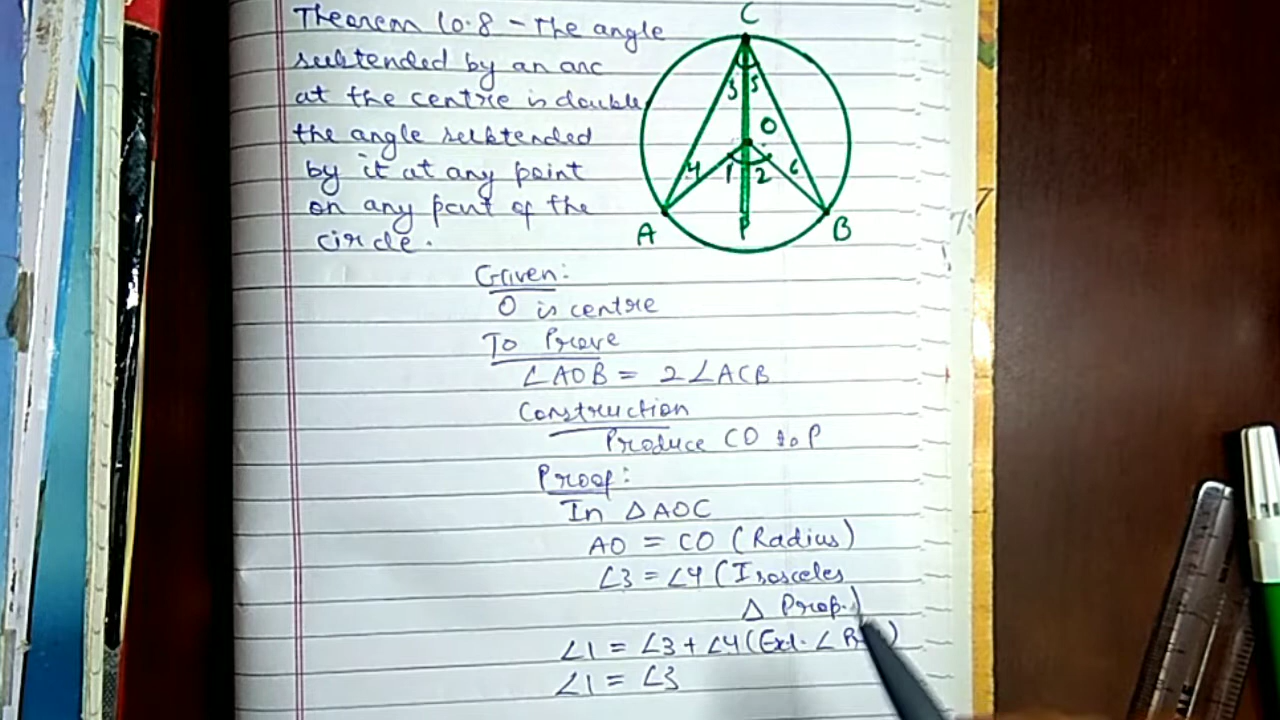 Theorem 10.8 - The angle
subtended by an arc
at the centre is double
the angle subtended
by it at any point
on any part of the
circle.
C
3 5
O
4 1 2 6
A P B
Given:
O is centre
To Prove
∠AOB = 2∠ACB
Construction
Produce CO to P
Proof:
In △AOC
AO = CO (Radius)
∠3 = ∠4 (Isosceles
△ Prop.)
∠1 = ∠3 + ∠4 (Ext. ∠
∠1 = ∠3